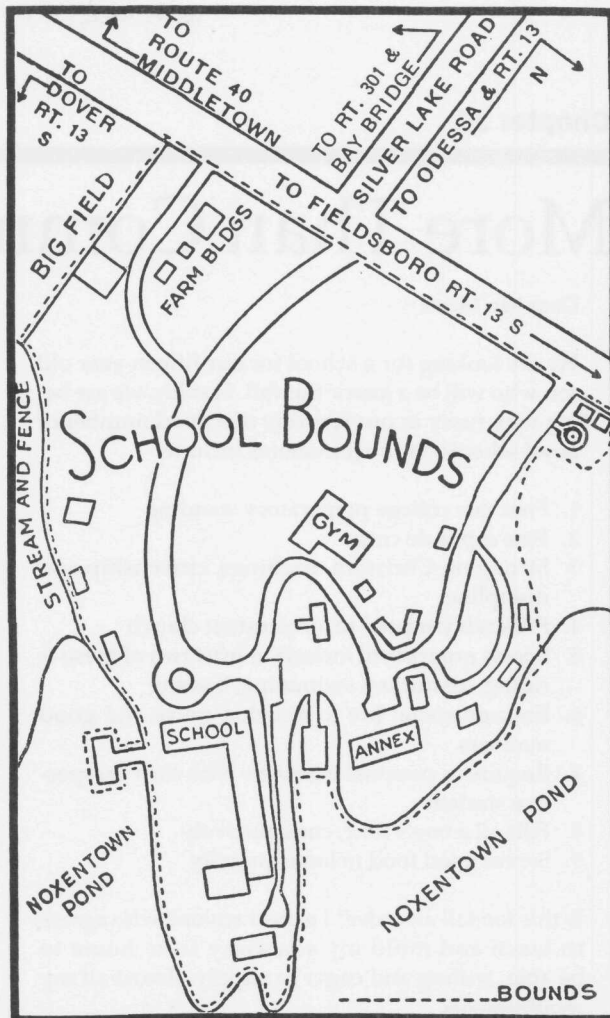 TO
ROUTE 40
MIDDLETOWN
TO
DOVER
RT. 13
S
TO RT. 301 &
BAY BRIDGE
SILVER LAKE ROAD
TO ODESSA & RT. 13
N
TO FIELDSBORO RT. 13 S
BIG FIELD
FARM BLDGS
SCHOOL BOUNDS
STREAM AND FENCE
GYM
SCHOOL
ANNEX
NOXENTOWN
POND
NOXENTOWN POND
BOUNDS